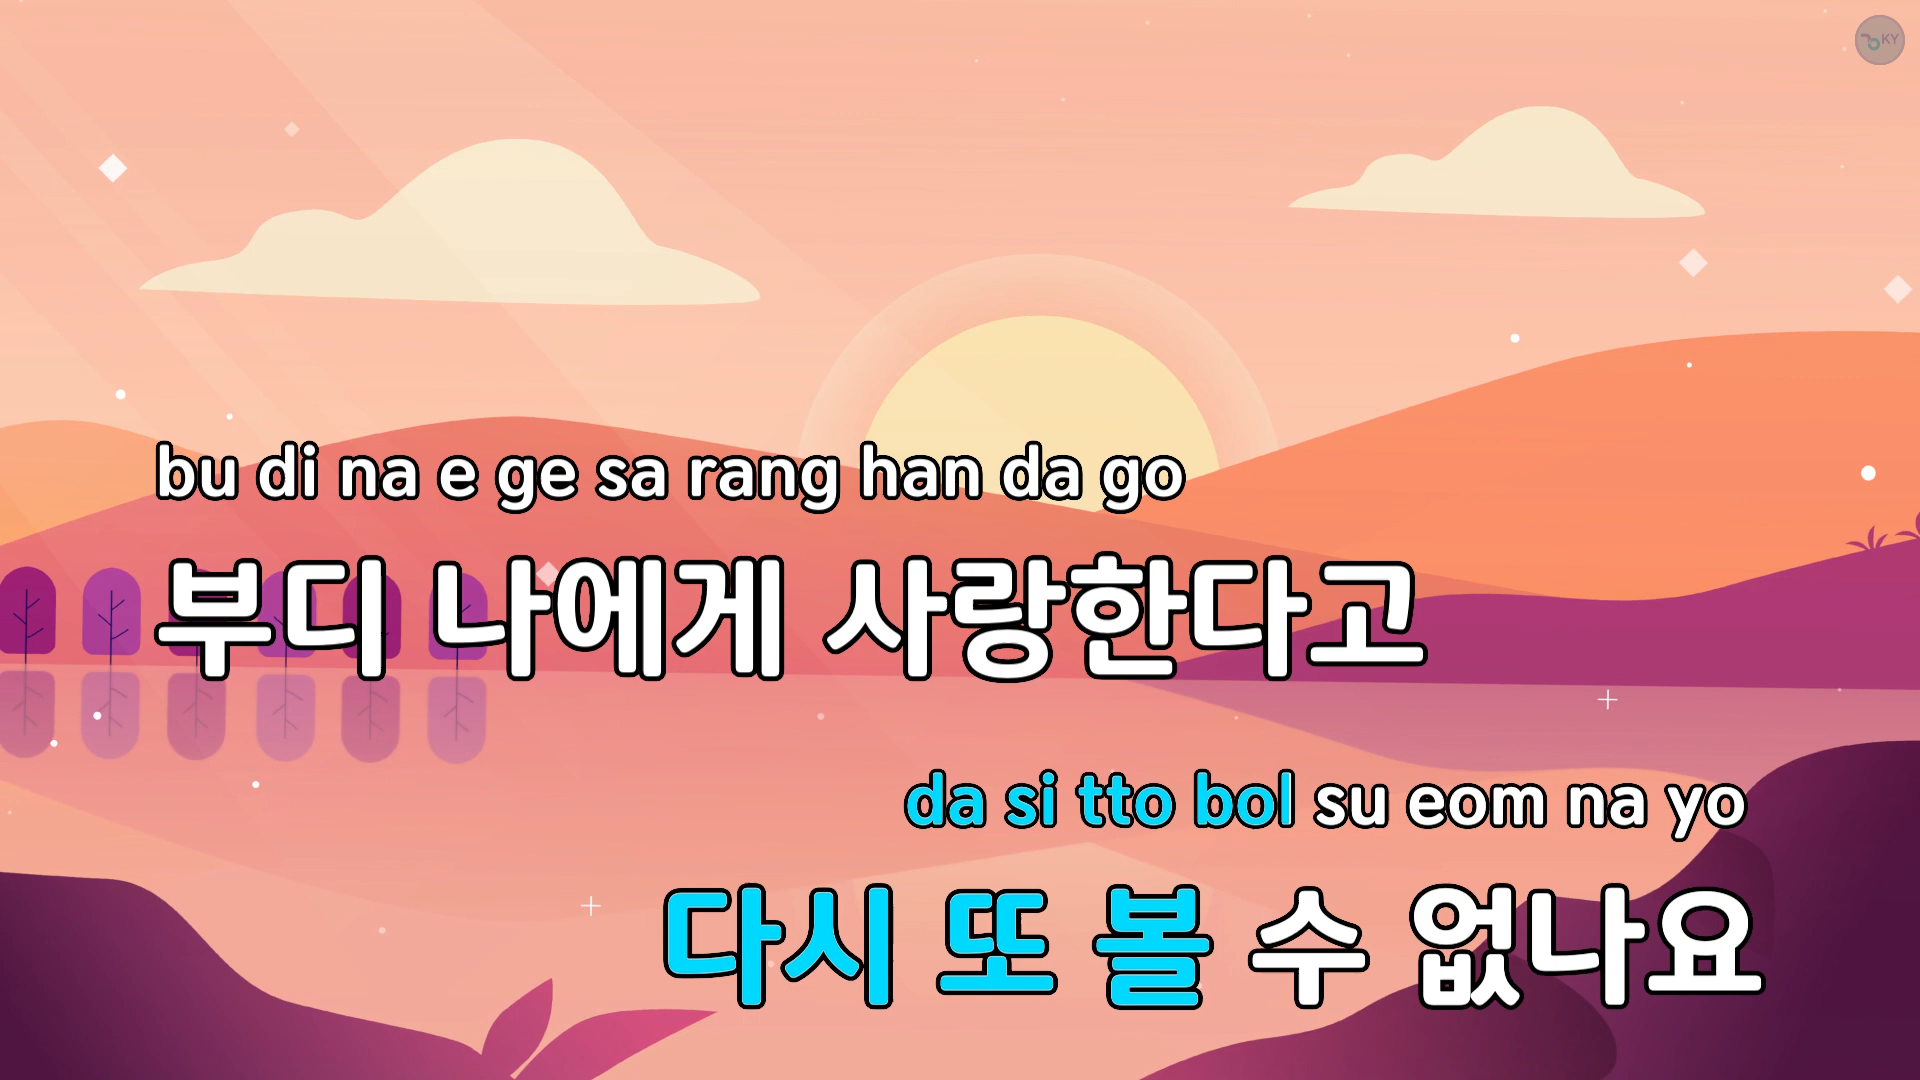 KY
bu di na e ge sa rang han da go
부디 나에게 사랑한다고
da si tto bol su eom na yo
다시 또 볼 수 없나요